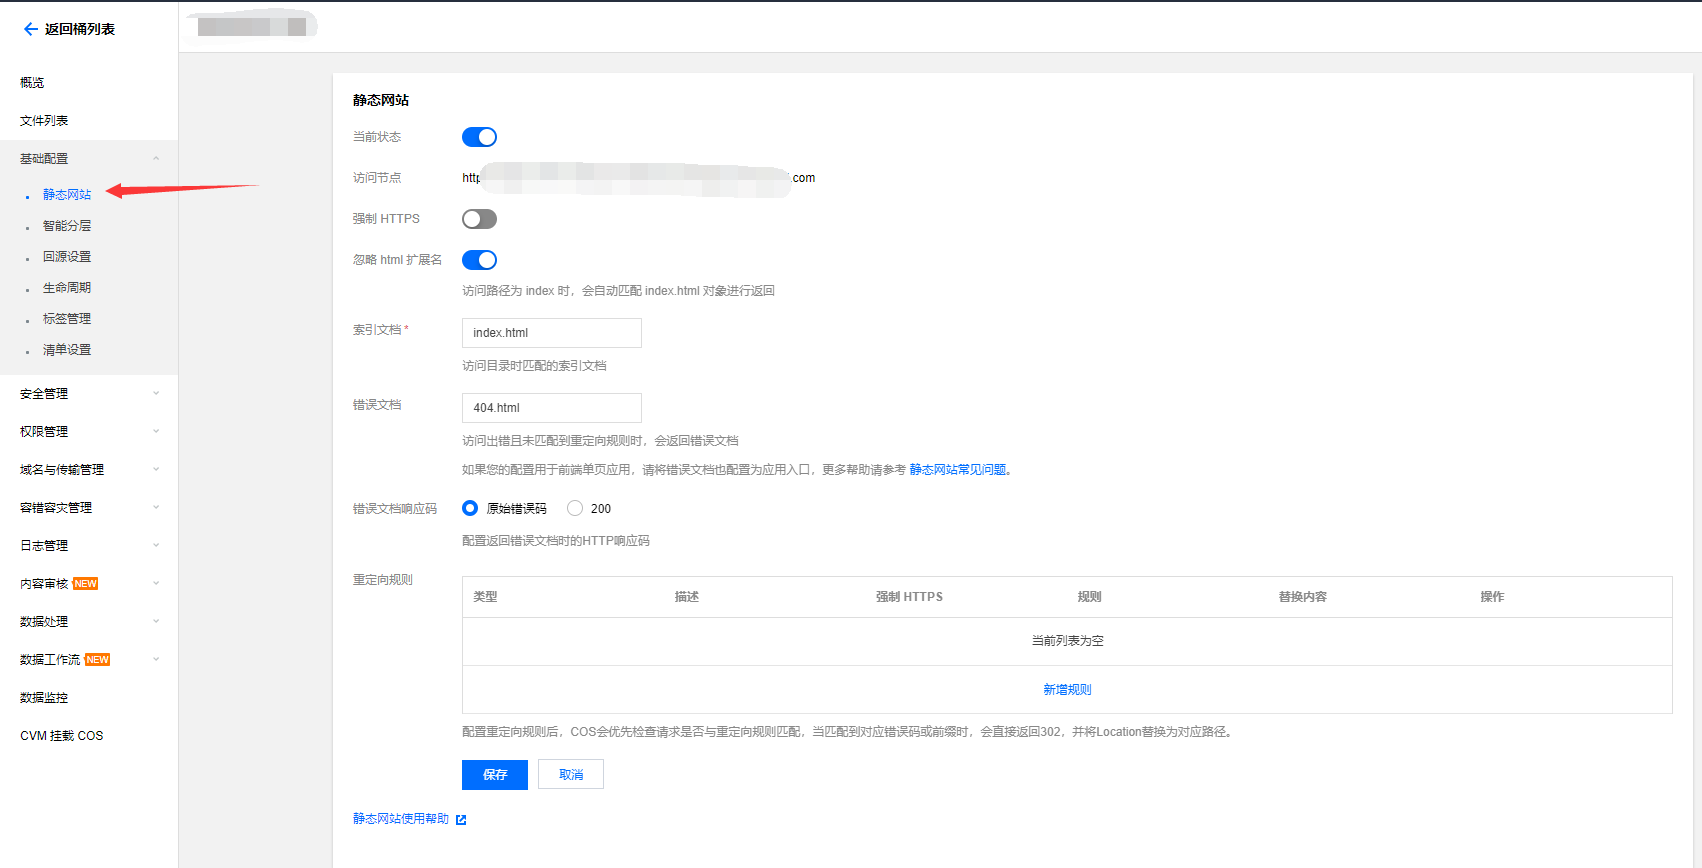 返回桶列表
概览
文件列表
基础配置
静态网站
智能分层
回源设置
生命周期
标签管理
清单设置
安全管理
权限管理
域名与传输管理
容错容灾管理
日志管理
内容审核 NEW
数据处理
数据工作流 NEW
数据监控
CVM 挂载 COS
静态网站
当前状态
访问节点 http .com
强制 HTTPS
忽略 html 扩展名
访问路径为 index 时，会自动匹配 index.html 对象进行返回
索引文档 * index.html
访问目录时匹配的索引文档
错误文档 404.html
访问出错且未匹配到重定向规则时，会返回错误文档
如果您的配置用于前端单页应用，请将错误文档也配置为应用入口，更多帮助请参考 静态网站常见问题。
错误文档响应码 原始错误码 200
配置返回错误文档时的HTTP响应码
重定向规则
类型 描述 强制 HTTPS 规则 替换内容 操作
当前列表为空
新增规则
配置重定向规则后，COS会优先检查请求是否与重定向规则匹配，当匹配到对应错误码或前缀时，会直接返回302，并将Location替换为对应路径。
保存 取消
静态网站使用帮助